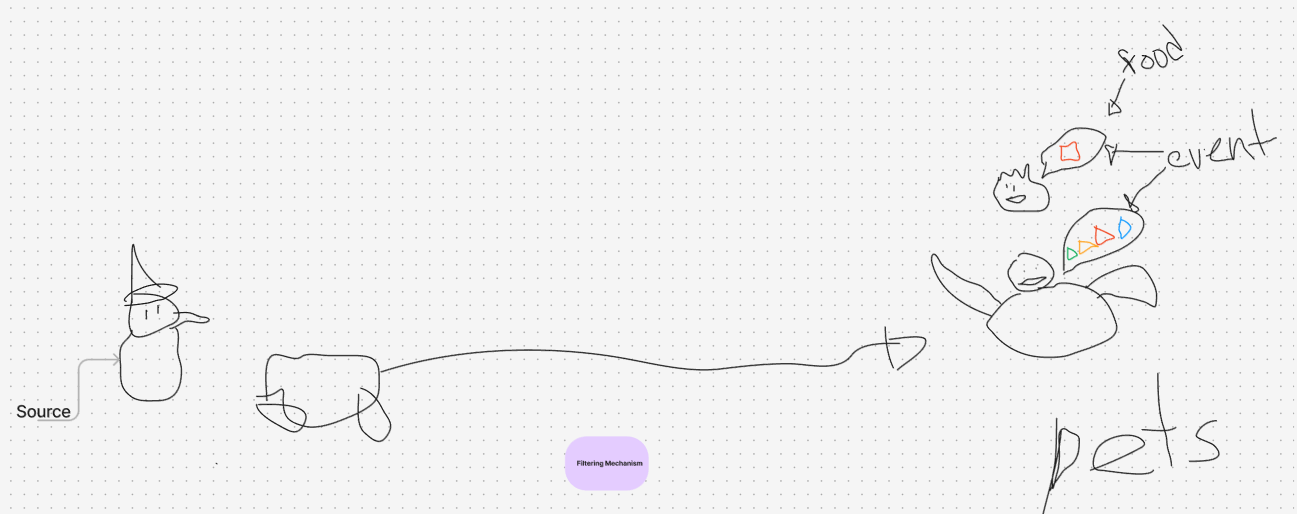 food
event
Source
Filtering Mechanism
pets